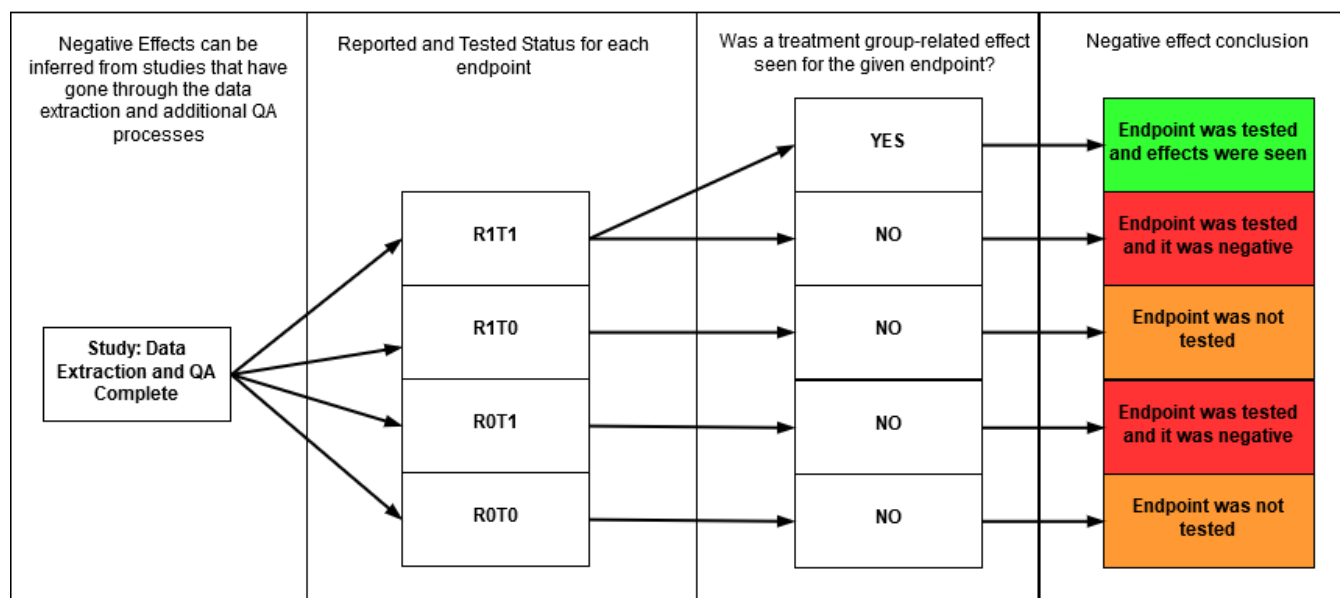 Negative Effects can be
inferred from studies that have
gone through the data
extraction and additional QA
processes
Reported and Tested Status for each
endpoint
Was a treatment group-related effect
seen for the given endpoint?
Negative effect conclusion
Study: Data
Extraction and QA
Complete
R1T1
R1T0
R0T1
R0T0
YES
NO
NO
NO
NO
Endpoint was tested
and effects were seen
Endpoint was tested
and it was negative
Endpoint was not
tested
Endpoint was tested
and it was negative
Endpoint was not
tested